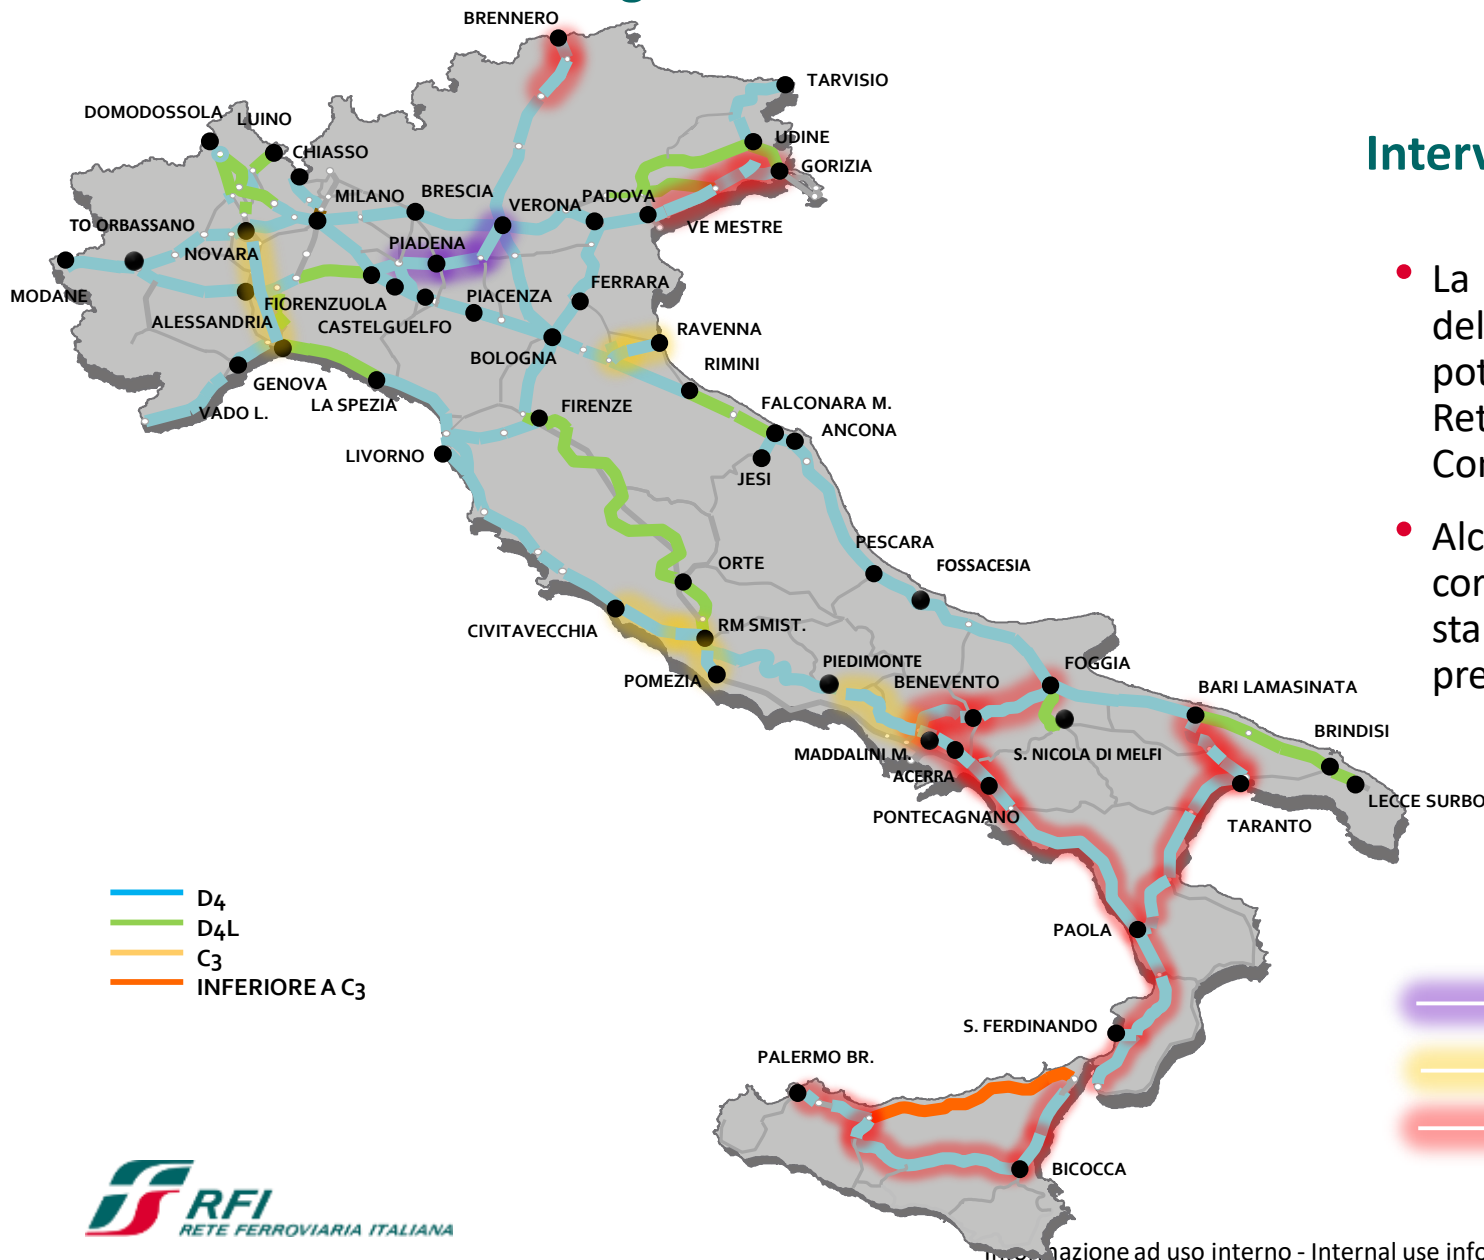 BRENNERO
TARVISIO
DOMODOSSOLA
LUINO
UDINE
CHIASSO
GORIZIA
MILANO
BRESCIA
VERONA
PADOVA
TO ORBASSANO
VE MESTRE
PIADENA
NOVARA
MODANE
FERRARA
PIACENZA
FIORENZUOLA
ALESSANDRIA
CASTELGUELFO
RAVENNA
BOLOGNA
RIMINI
GENOVA
LA SPEZIA
VADO L.
FIRENZE
FALCONARA M.
ANCONA
LIVORNO
JESI
PESCARA
FOSSACESIA
ORTE
CIVITAVECCHIA
RM SMIST.
POMEZIA
PIEDIMONTE
BENEVENTO
FOGGIA
BARI LAMASINATA
BRINDISI
MADDALINI M.
S. NICOLA DI MELFI
ACERRA
LECCE SURBO
PONTECAGNANO
TARANTO
PAOLA
S. FERDINANDO
PALERMO BR.
BICOCCA
D4
D4L
C3
INFERIORE A C3
Interv
• La
del
pot
Ret
Cor
• Alc
cor
sta
pre
RFI
RETE FERROVIARIA ITALIANA
Informazione ad uso interno - Internal use info